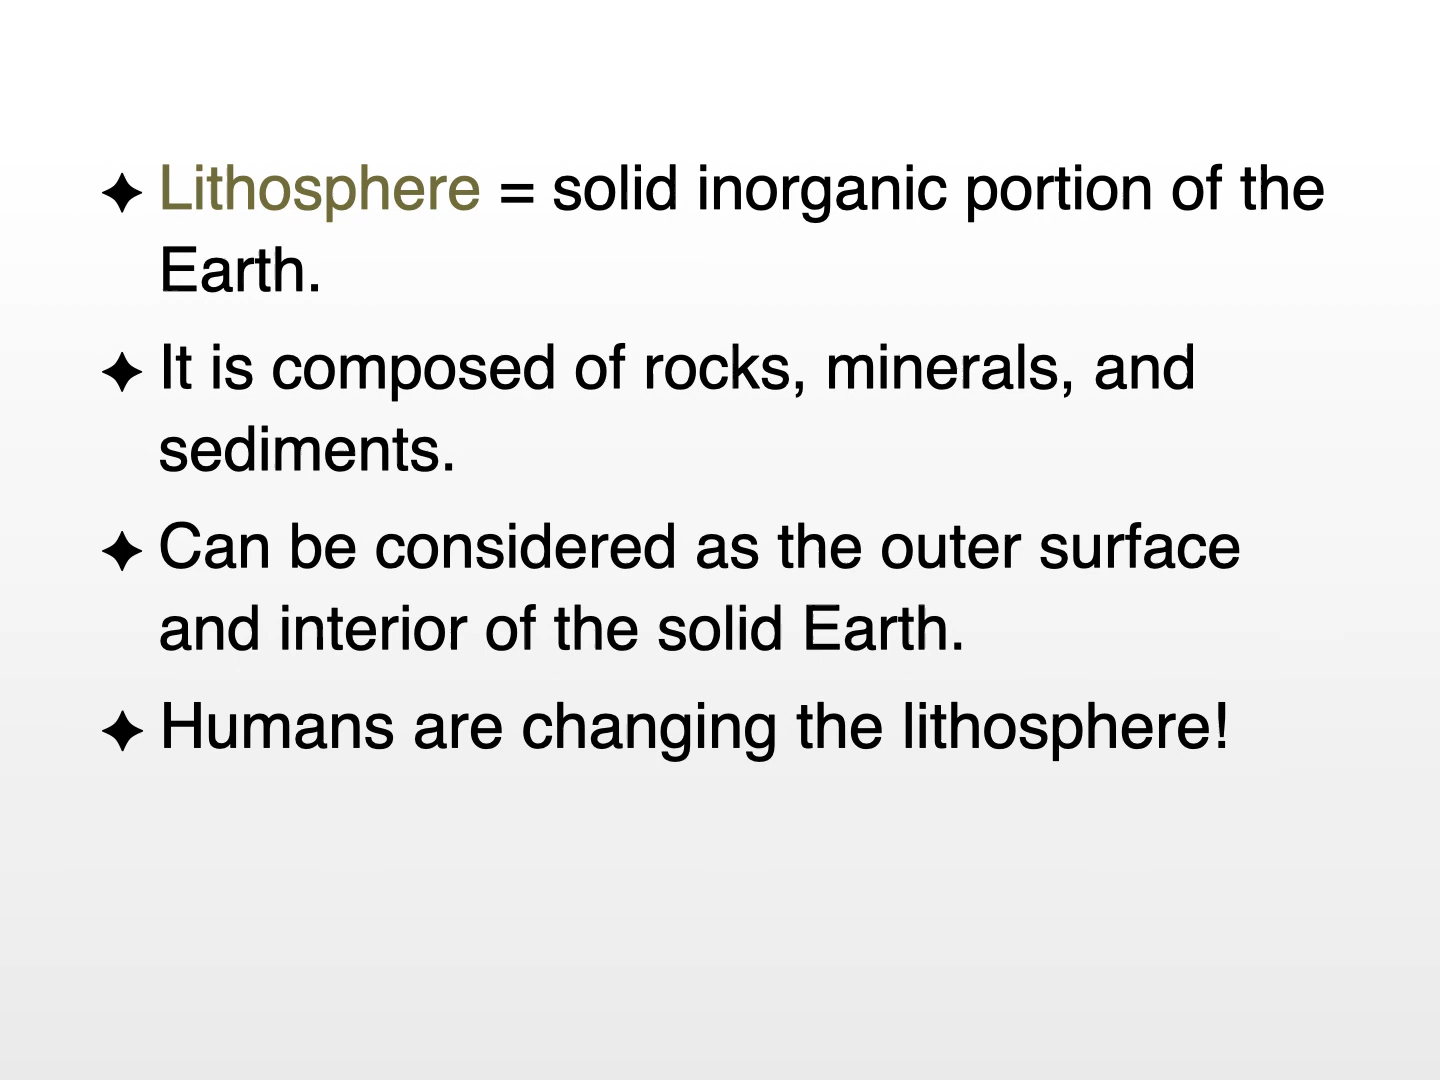 ✦ Lithosphere = solid inorganic portion of the
Earth.
✦ It is composed of rocks, minerals, and
sediments.
✦ Can be considered as the outer surface
and interior of the solid Earth.
✦ Humans are changing the lithosphere!